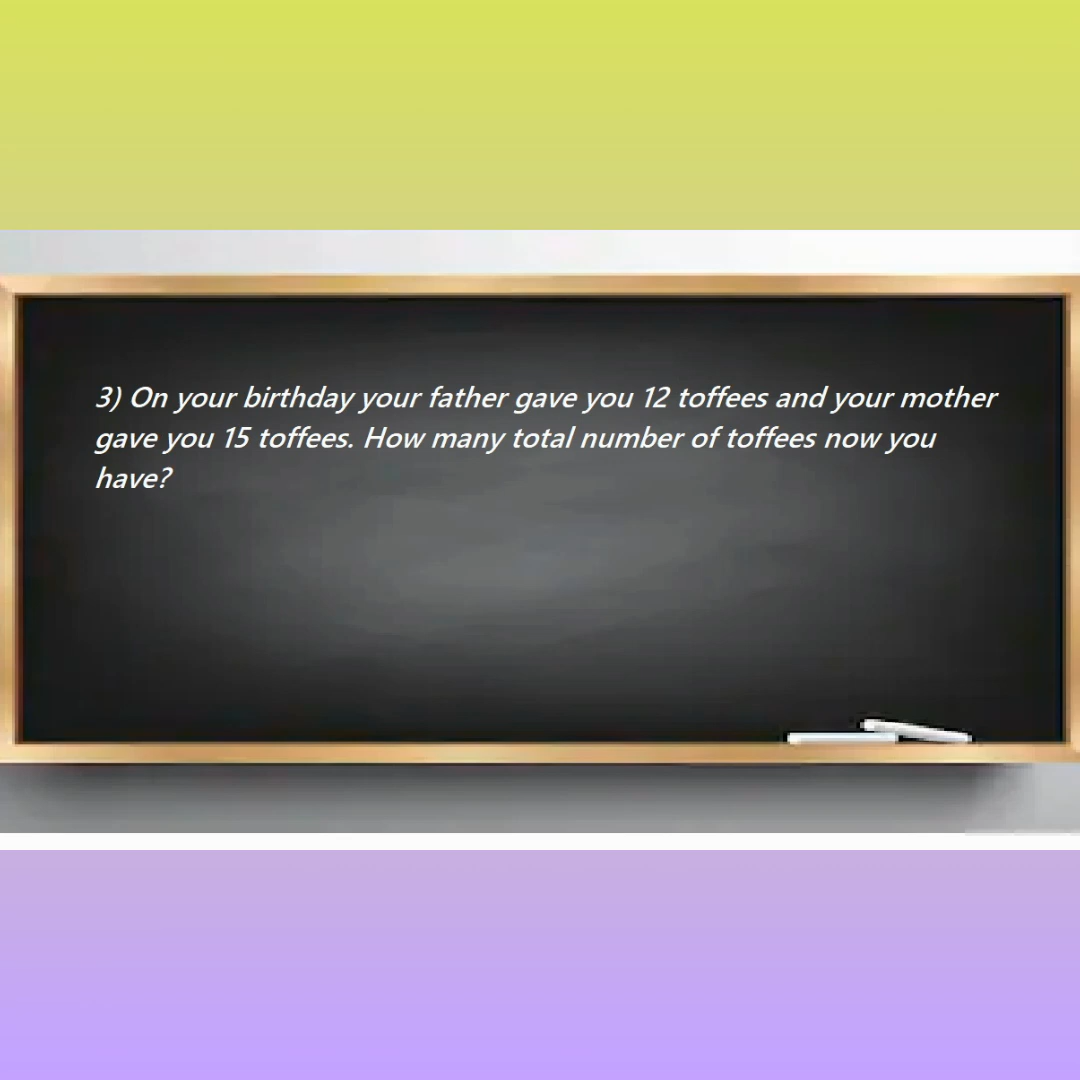 3) On your birthday your father gave you 12 toffees and your mother
gave you 15 toffees. How many total number of toffees now you
have?